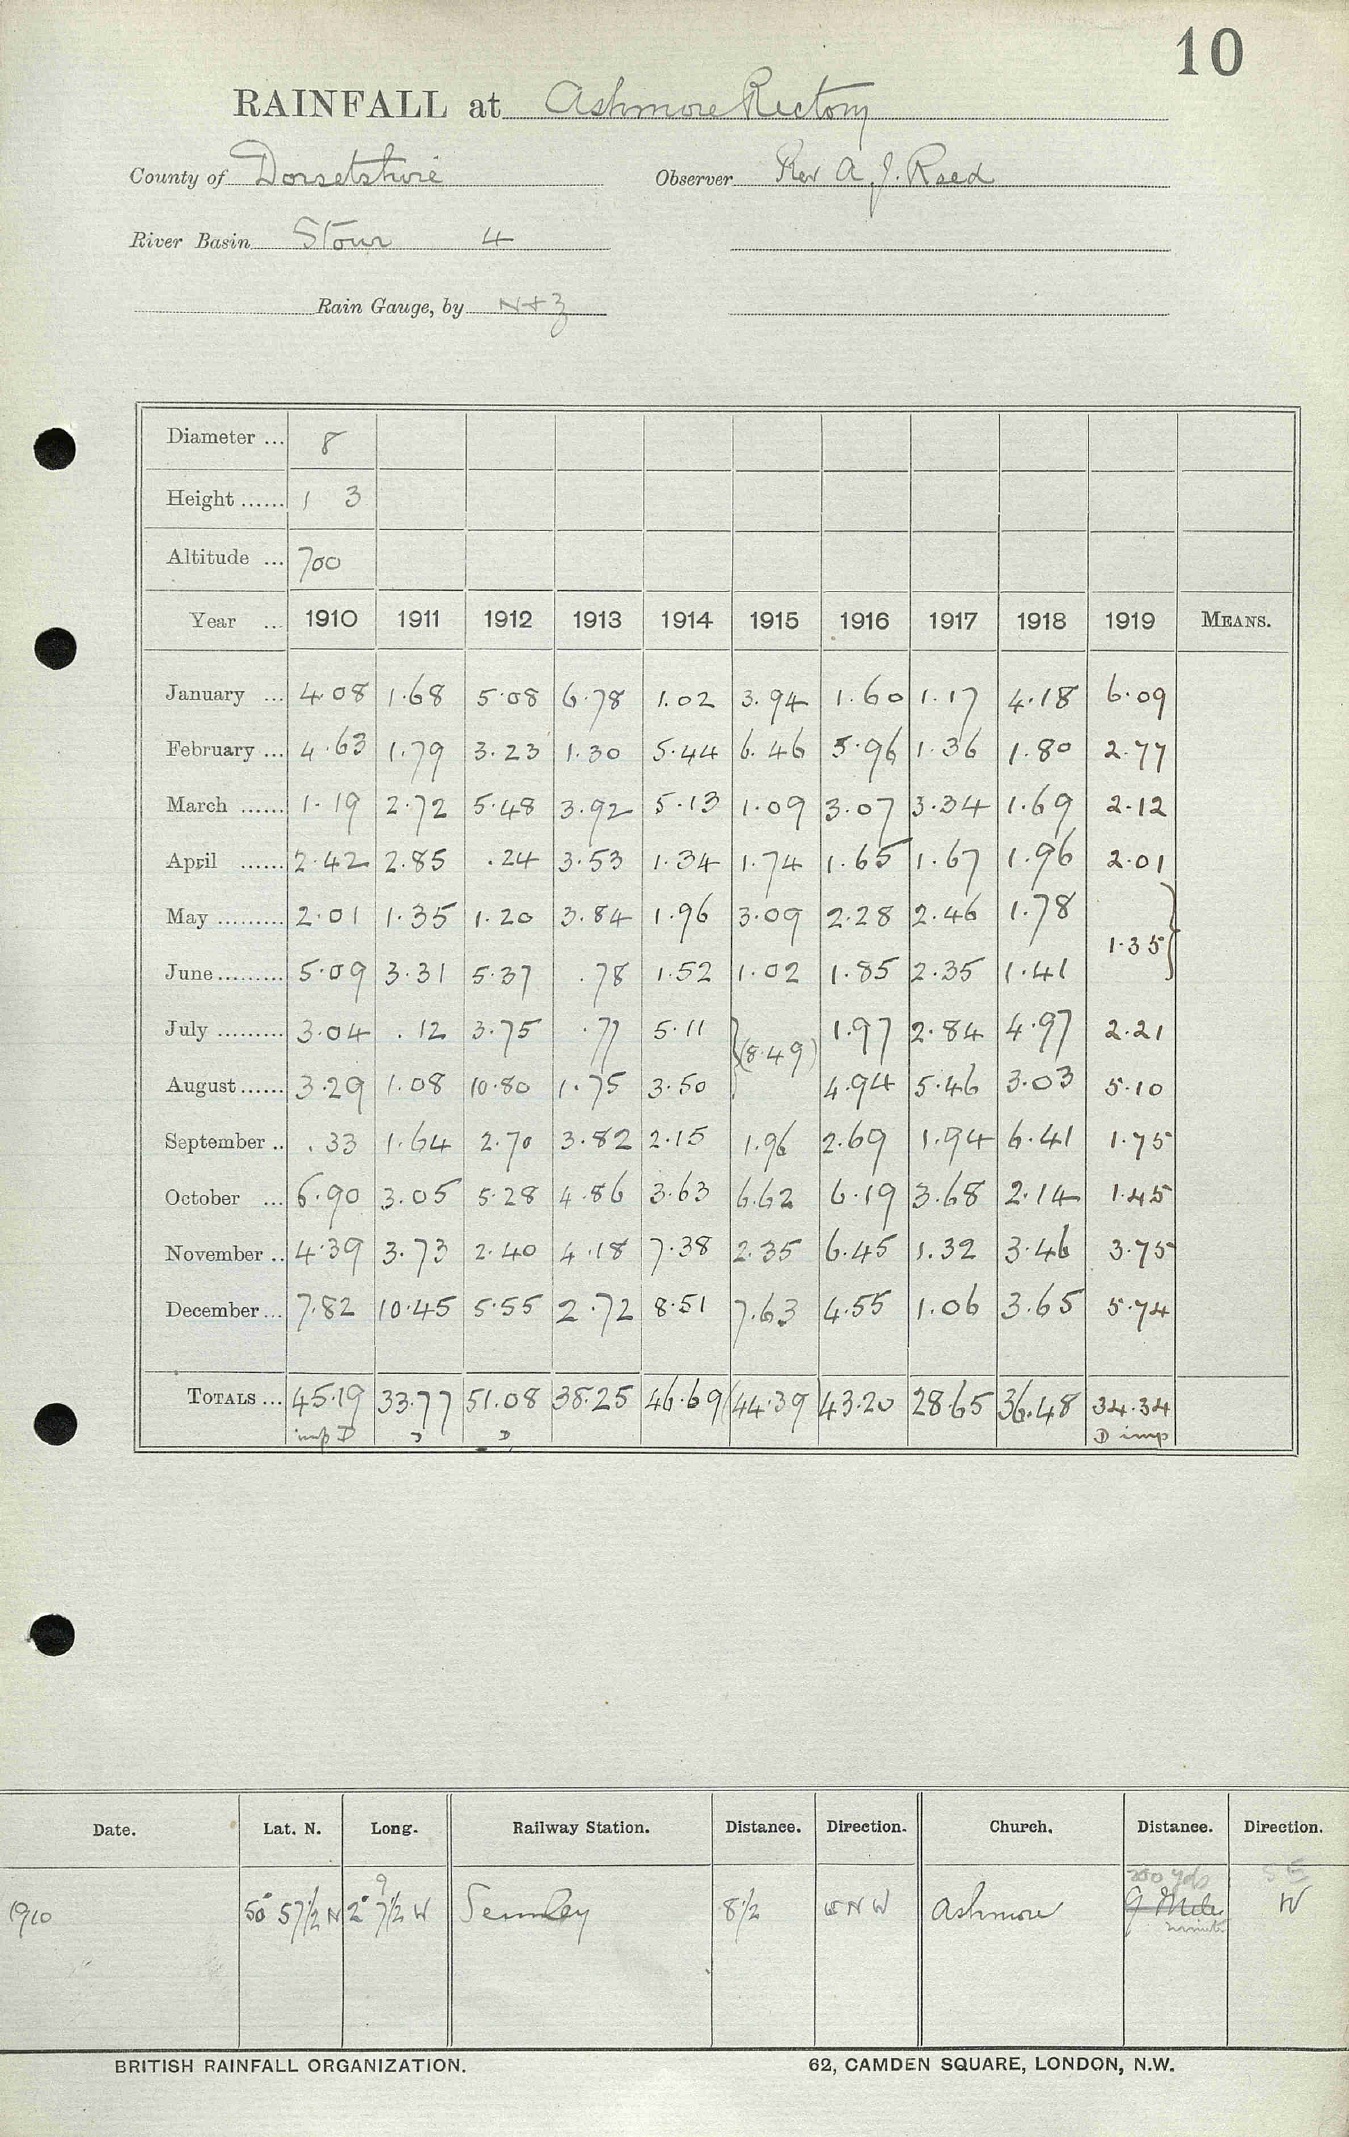 10
RAINFALL at Ashmore Rectory
County of Dorsetshire Observer Rev A. J. Reed
River Basin Stour 4
Rain Gauge, by N+Z
Diameter ... 8
Height ...... 1 3
Altitude ... 700
Year ... 1910 1911 1912 1913 1914 1915 1916 1917 1918 1919 MEANS.
January ... 4.08 1.68 5.08 6.78 1.02 3.94 1.60 1.17 4.18 6.09
February ... 4.63 1.79 3.23 1.30 5.44 6.46 5.96 1.36 1.80 2.77
March ...... 1.19 2.72 5.48 3.92 5.13 1.09 3.07 3.34 1.69 2.12
April ...... 2.42 2.85 .24 3.53 1.34 1.74 1.65 1.67 1.96 2.01
May ......... 2.01 1.35 1.20 3.84 1.96 3.09 2.28 2.46 1.78
1.35}
June ......... 5.09 3.31 5.37 .78 1.52 1.02 1.85 2.35 1.41
July ......... 3.04 .12 3.75 .77 5.11 } (8.49) 1.97 2.84 4.97 2.21
August ...... 3.29 1.08 10.80 1.75 3.50 4.94 5.46 3.03 5.10
September .. .33 1.64 2.70 3.82 2.15 1.96 2.69 1.94 6.41 1.75
October ... 6.90 3.05 5.28 4.86 3.63 6.62 6.19 3.68 2.14 1.45
November .. 4.39 3.73 2.40 4.18 7.38 2.35 6.45 1.32 3.46 3.75
December ... 7.82 10.45 5.55 2.72 8.51 7.63 4.55 1.06 3.65 5.74
TOTALS ... 45.19 33.77 51.08 38.25 46.69 (44.39 43.20 28.65 36.48 34.34
imp D D D D imp
Date. Lat. N. Long. Railway Station. Distance. Direction. Church. Distance. Direction.
9 200 yds S E
1910 50° 57½ N 2° 7½ W Semley 8½ WNW Ashmore 9 Mile W
BRITISH RAINFALL ORGANIZATION. 62, CAMDEN SQUARE, LONDON, N.W.